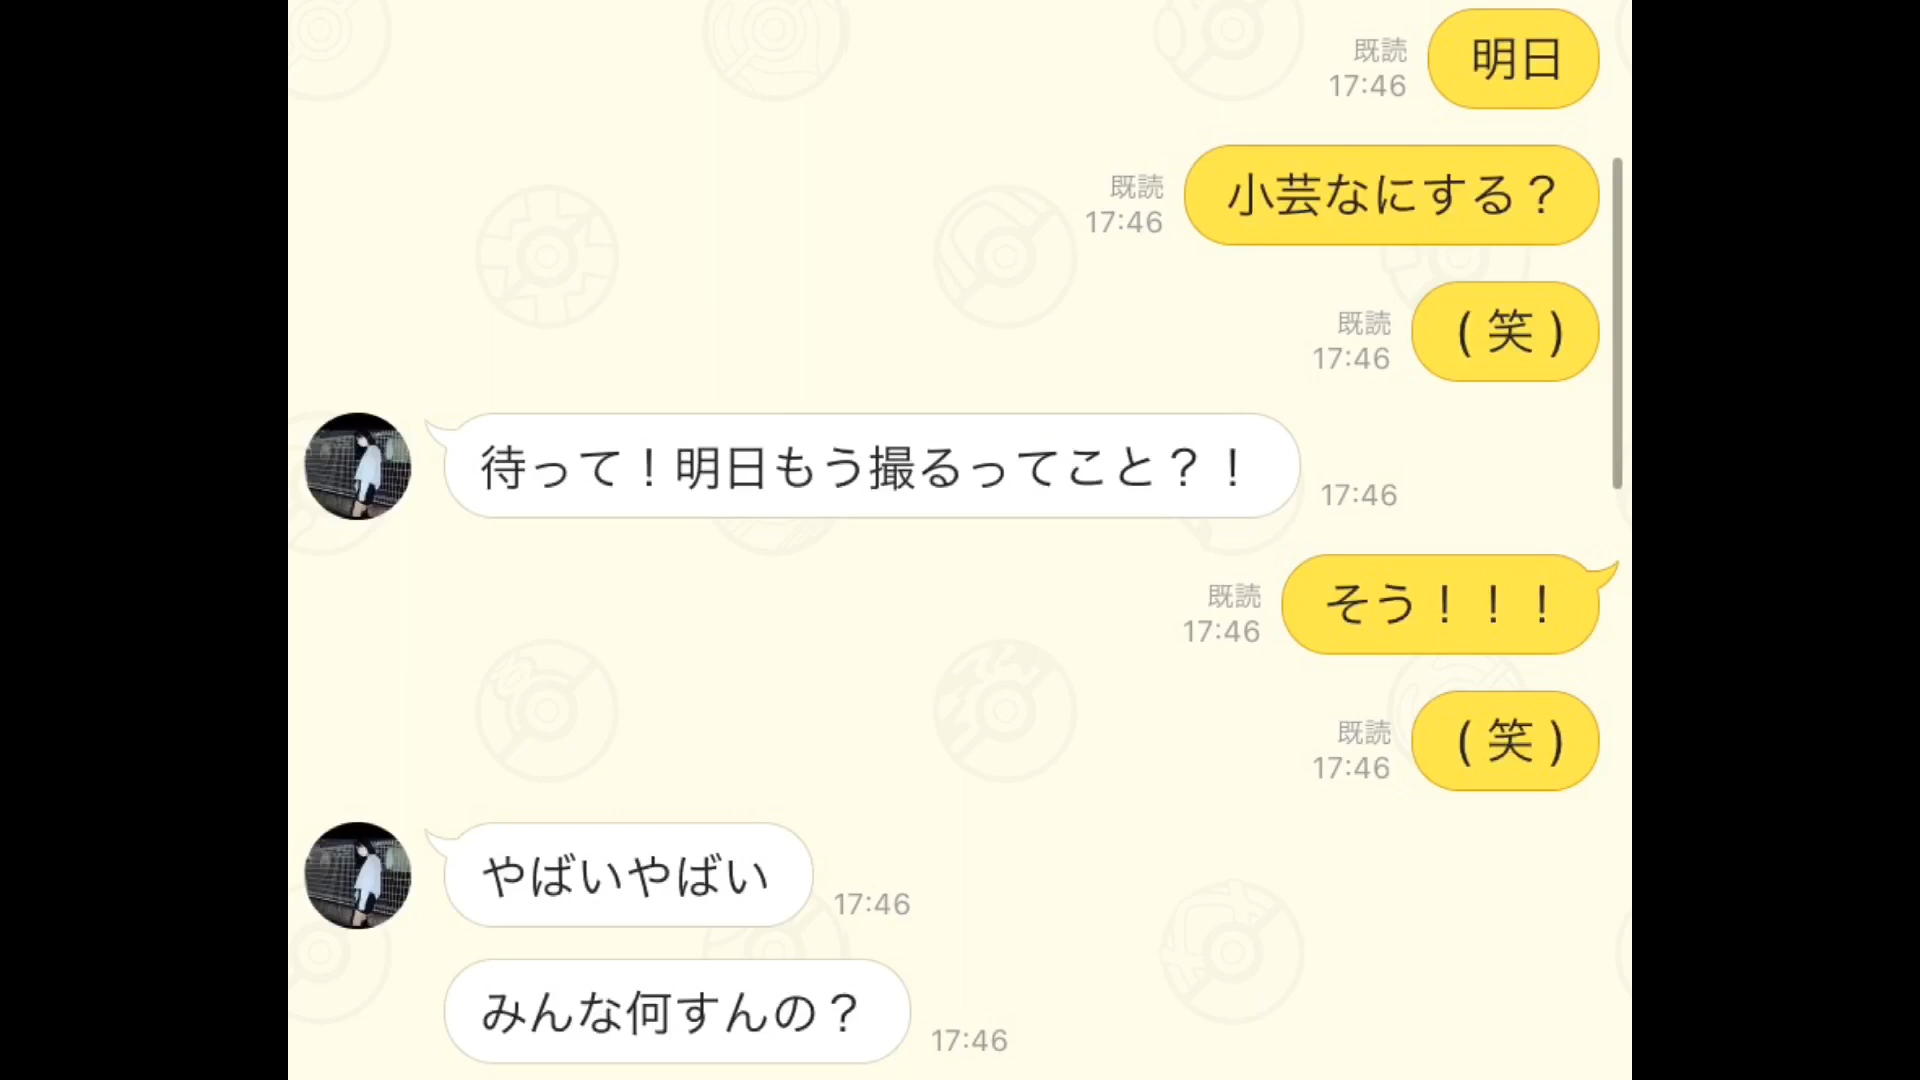 明日
既読
17:46
小芸なにする？
既読
17:46
(笑)
既読
17:46
待って！明日もう撮るってこと？！
17:46
そう！！！
既読
17:46
(笑)
既読
17:46
やばいやばい
17:46
みんな何すんの？
17:46